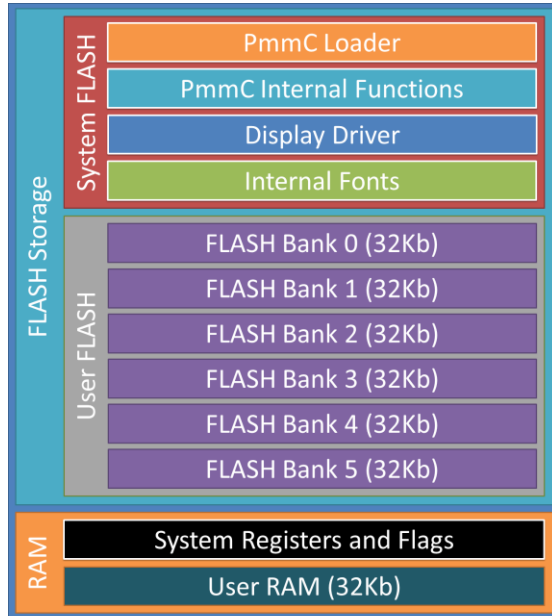 FLASH Storage
System FLASH
PmmC Loader
PmmC Internal Functions
Display Driver
Internal Fonts
User FLASH
FLASH Bank 0 (32Kb)
FLASH Bank 1 (32Kb)
FLASH Bank 2 (32Kb)
FLASH Bank 3 (32Kb)
FLASH Bank 4 (32Kb)
FLASH Bank 5 (32Kb)
RAM
System Registers and Flags
User RAM (32Kb)